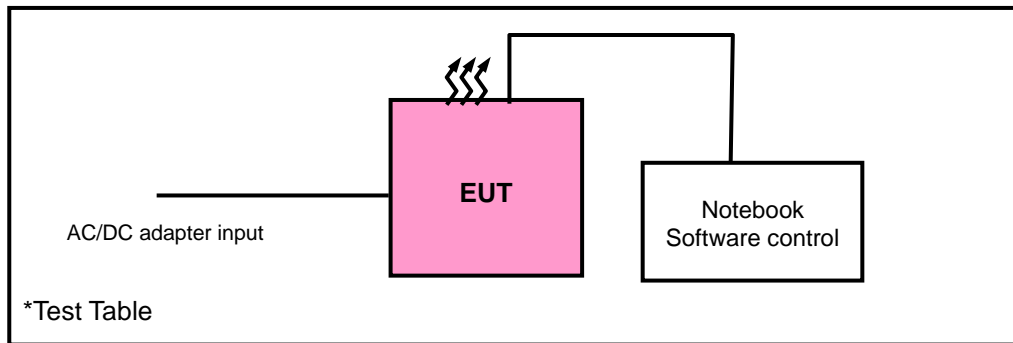 EUT
Notebook
Software control
AC/DC adapter input
*Test Table